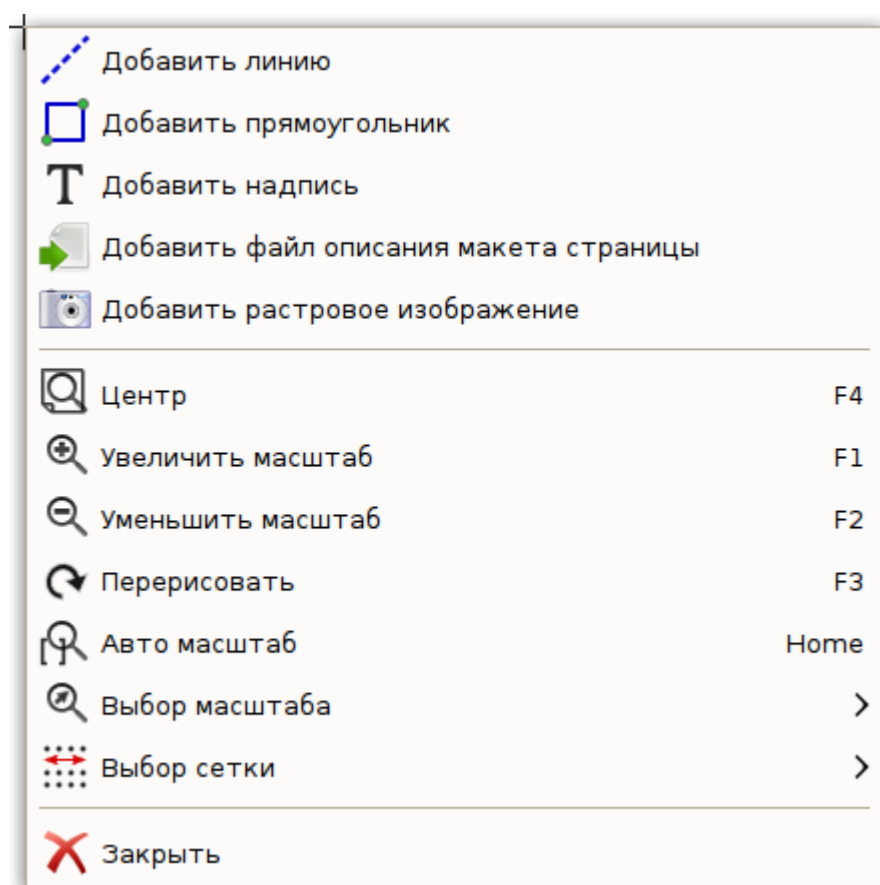 Добавить линию
Добавить прямоугольник
Добавить надпись
Добавить файл описания макета страницы
Добавить растровое изображение
Центр F4
Увеличить масштаб F1
Уменьшить масштаб F2
Перерисовать F3
Авто масштаб Home
Выбор масштаба
Выбор сетки
Закрыть